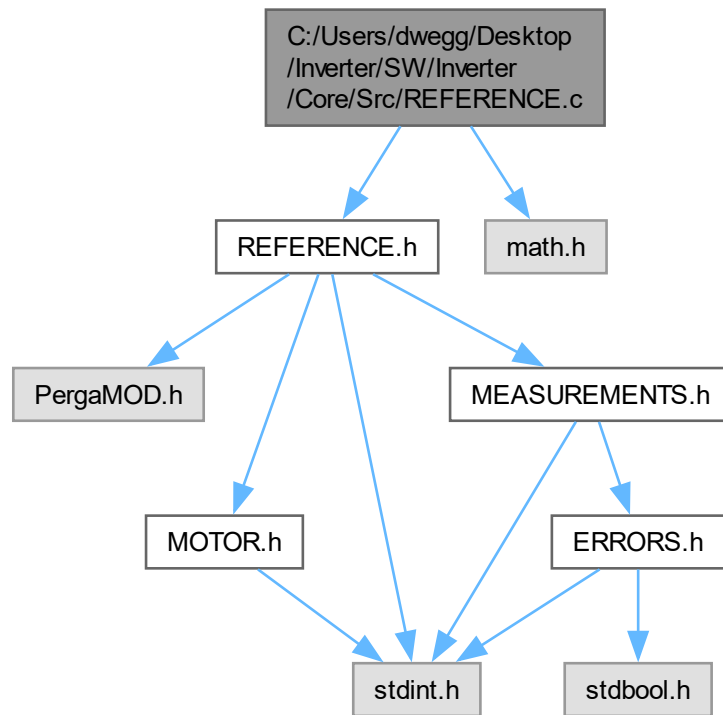 C:/Users/dwegg/Desktop
/Inverter/SW/Inverter
/Core/Src/REFERENCE.c
REFERENCE.h
math.h
PergaMOD.h
MEASUREMENTS.h
MOTOR.h
ERRORS.h
stdint.h
stdbool.h